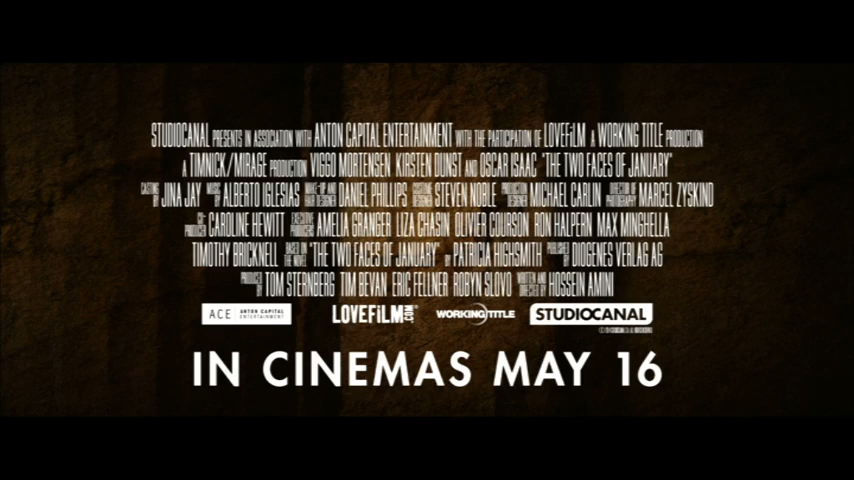 STUDIOCANAL PRESENTS IN ASSOCIATION WITH ANTON CAPITAL ENTERTAINMENT WITH THE PARTICIPATION OF LOVEFiLM A WORKING TITLE PRODUCTION
A TIMNICK/MIRAGE PRODUCTION VIGGO MORTENSEN KIRSTEN DUNST AND OSCAR ISAAC "THE TWO FACES OF JANUARY"
CASTING BY JINA JAY MUSIC BY ALBERTO IGLESIAS MAKE-UP AND HAIR DESIGNER DANIEL PHILLIPS COSTUME DESIGNER STEVEN NOBLE PRODUCTION DESIGNER MICHAEL CARLIN DIRECTOR OF PHOTOGRAPHY MARCEL ZYSKIND
CO-PRODUCER CAROLINE HEWITT EXECUTIVE PRODUCERS AMELIA GRANGER LIZA CHASIN OLIVIER COURSON RON HALPERN MAX MINGHELLA
TIMOTHY BRICKNELL BASED ON THE NOVEL "THE TWO FACES OF JANUARY" BY PATRICIA HIGHSMITH PUBLISHED BY DIOGENES VERLAG AG
PRODUCED BY TOM STERNBERG TIM BEVAN ERIC FELLNER ROBYN SLOVO WRITTEN AND DIRECTED BY HOSSEIN AMINI
ACE ANTON CAPITAL ENTERTAINMENT LOVEFiLM.COM WORKING TITLE STUDIOCANAL
IN CINEMAS MAY 16